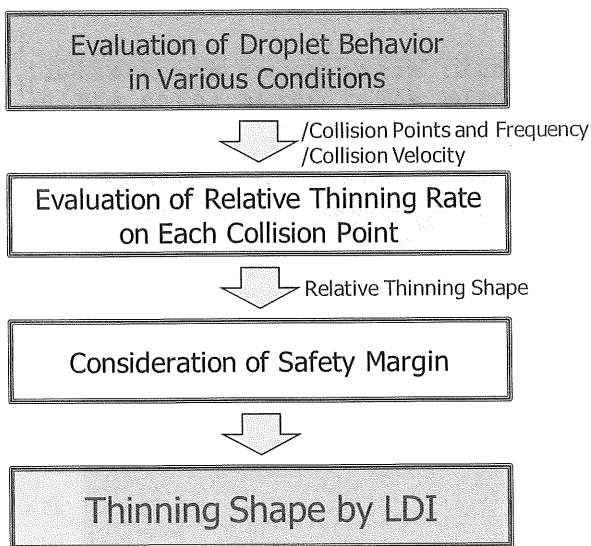 Evaluation of Droplet Behavior
in Various Conditions
/Collision Points and Frequency
/Collision Velocity
Evaluation of Relative Thinning Rate
on Each Collision Point
Relative Thinning Shape
Consideration of Safety Margin
Thinning Shape by LDI